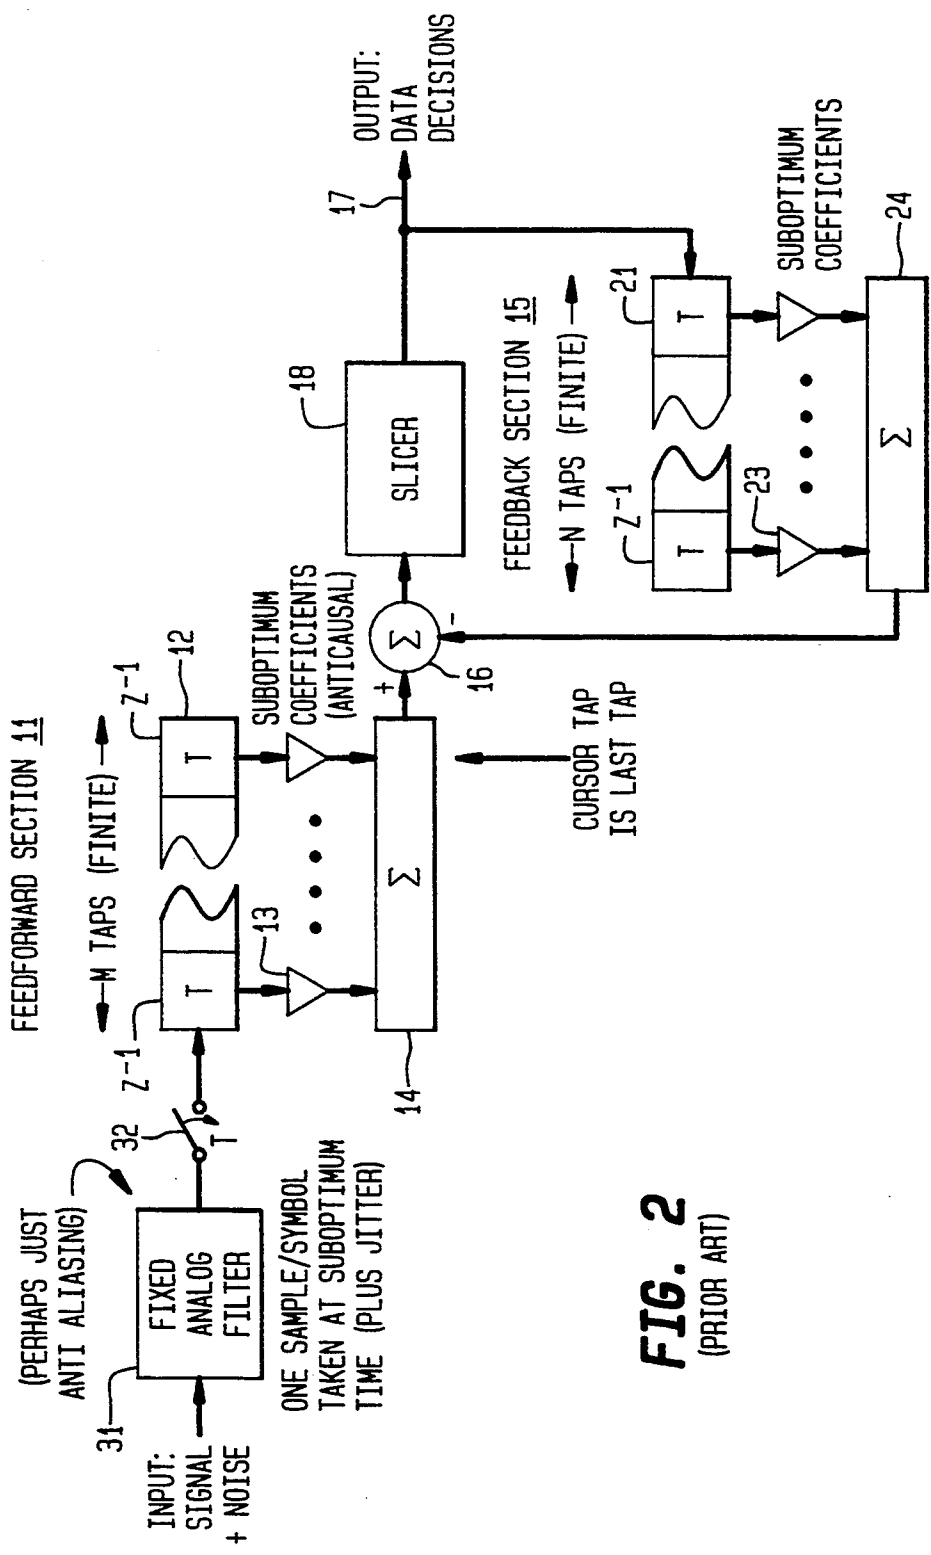 FEEDFORWARD SECTION 11
M TAPS (FINITE)
Z-1
Z-1
12
T
T
13
SUBOPTIMUM
COEFFICIENTS
(ANTICAUSAL)
Σ
14
(PERHAPS JUST
ANTI ALIASING)
31
FIXED
ANALOG
FILTER
32
T
INPUT:
SIGNAL
+ NOISE
ONE SAMPLE/SYMBOL
TAKEN AT SUBOPTIMUM
TIME (PLUS JITTER)
CURSOR TAP
IS LAST TAP
+
Σ
-
16
SLICER
18
17
OUTPUT:
DATA
DECISIONS
FEEDBACK SECTION 15
N TAPS (FINITE)
Z-1
21
T
T
23
SUBOPTIMUM
COEFFICIENTS
Σ
24
FIG. 2
(PRIOR ART)